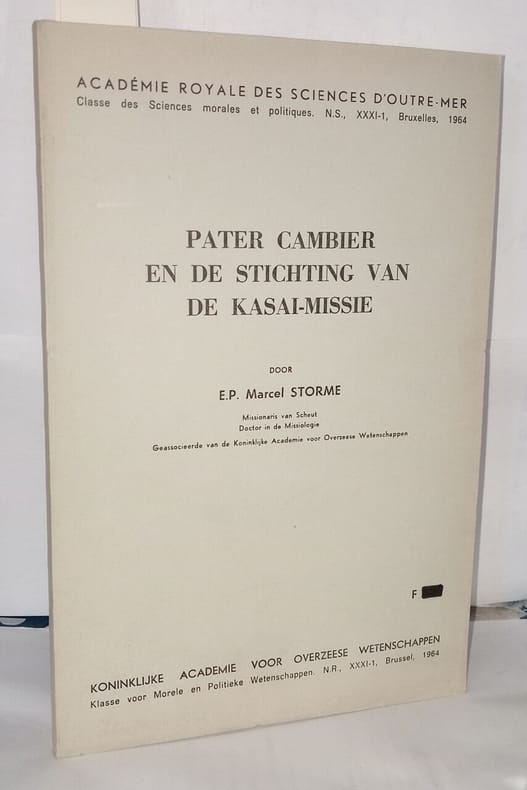 ACADÉMIE ROYALE DES SCIENCES D'OUTRE-MER
Classe des Sciences morales et politiques. N.S., XXXI-1, Bruxelles, 1964
PATER CAMBIER
EN DE STICHTING VAN
DE KASAI-MISSIE
DOOR
E.P. Marcel STORME
Missionaris van Scheut
Doctor in de Missiologie
Geassocieerde van de Koninklijke Academie voor Overzeese Wetenschappen
F
KONINKLIJKE ACADEMIE VOOR OVERZEESE WETENSCHAPPEN
Klasse voor Morele en Politieke Wetenschappen. N.R., XXXI-1, Brussel, 1964